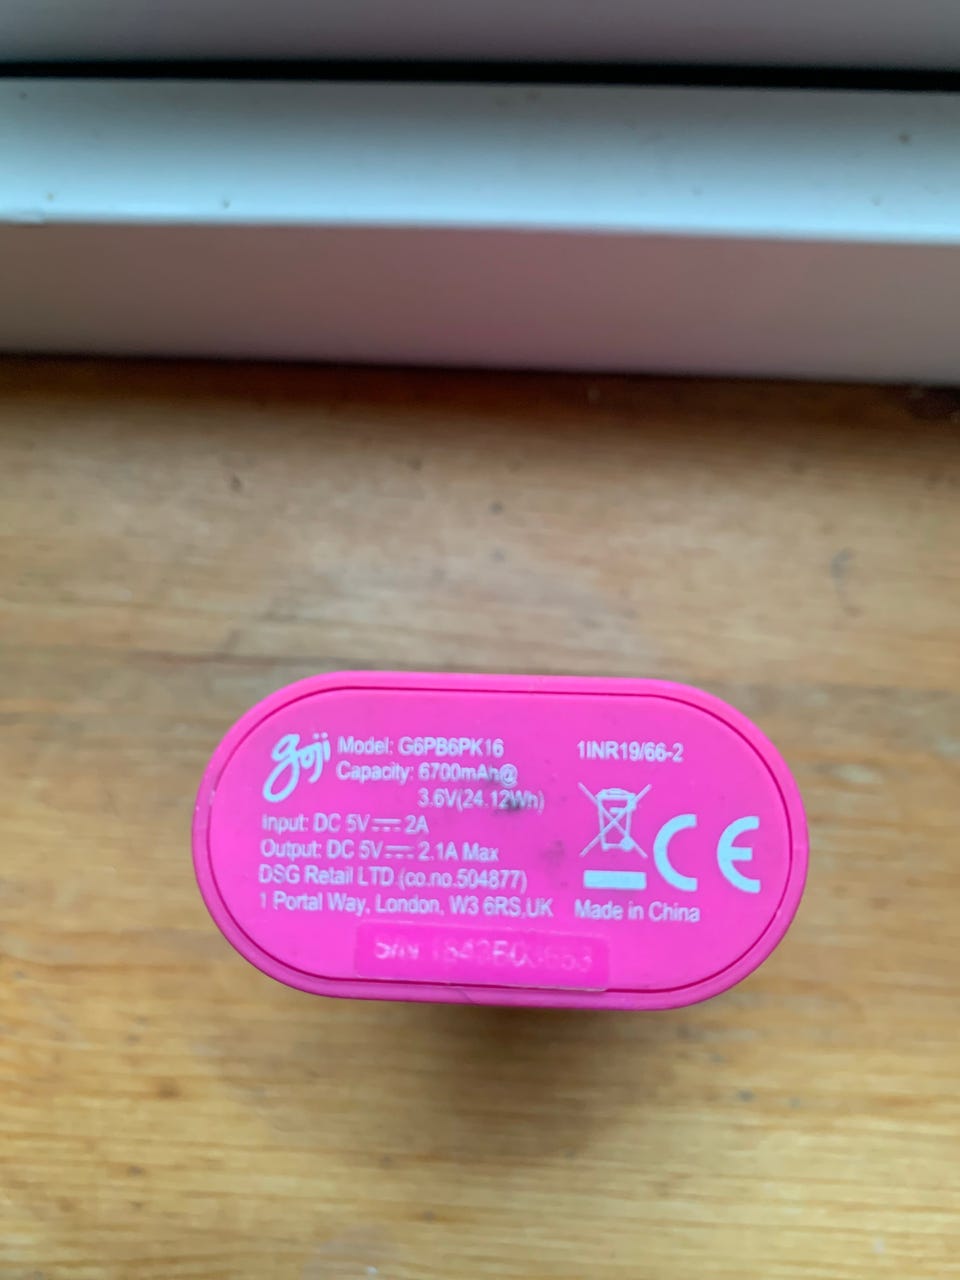 goji
Model: G6PB6PK16
Capacity: 6700mAh@
3.6V(24.12Wh)
Input: DC 5V⎓2A
Output: DC 5V⎓2.1A Max
DSG Retail LTD (co.no.504877)
1 Portal Way, London, W3 6RS,UK
1INR19/66-2
CE
Made in China
S/N